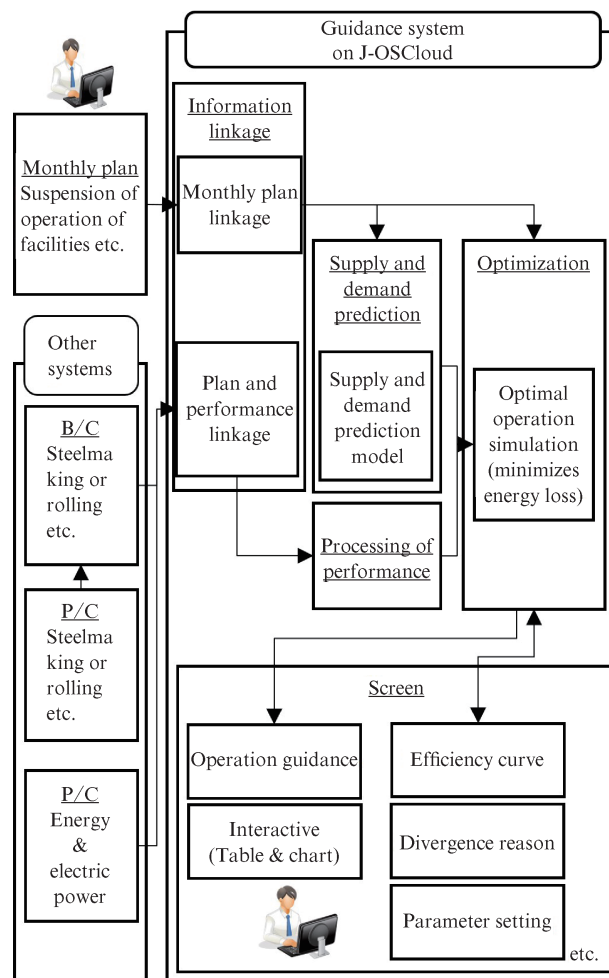 Guidance system
on J-OSCloud
Information
linkage
Monthly plan
Suspension of
operation of
facilities etc.
Monthly plan
linkage
Supply and
demand
prediction
Optimization
Other
systems
Plan and
performance
linkage
Supply and
demand
prediction
model
Optimal
operation
simulation
(minimizes
energy loss)
B/C
Steelma
king or
rolling
etc.
Processing of
performance
P/C
Steelma
king or
rolling
etc.
Screen
Operation guidance
Efficiency curve
P/C
Energy
&
electric
power
Interactive
(Table & chart)
Divergence reason
Parameter setting
etc.